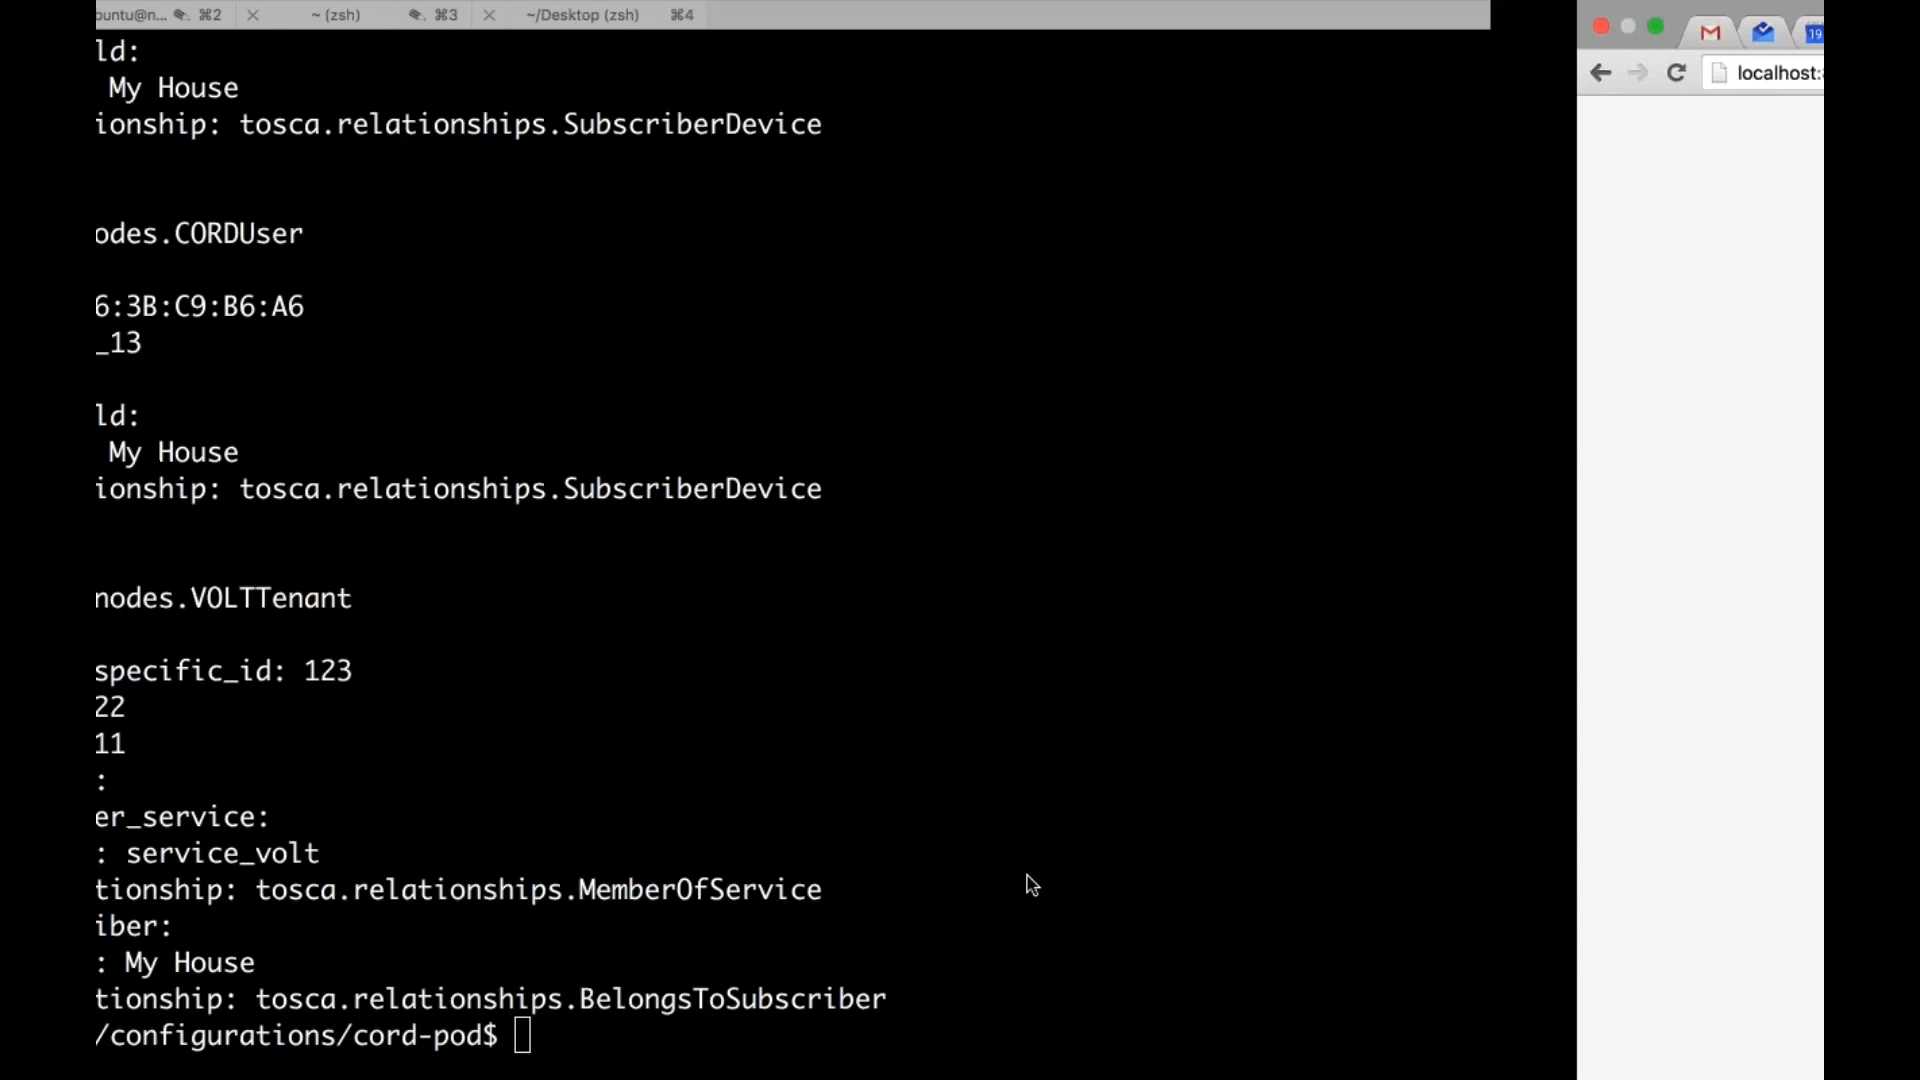 buntu@n... ⌘2 ~ (zsh) ⌘3 ~/Desktop (zsh) ⌘4
ld:
My House
ionship: tosca.relationships.SubscriberDevice
odes.CORDUser
6:3B:C9:B6:A6
_13
ld:
My House
ionship: tosca.relationships.SubscriberDevice
nodes.VOLTTenant
specific_id: 123
22
11
:
er_service:
: service_volt
tionship: tosca.relationships.MemberOfService
iber:
: My House
tionship: tosca.relationships.BelongsToSubscriber
/configurations/cord-pod$
19
localhost: